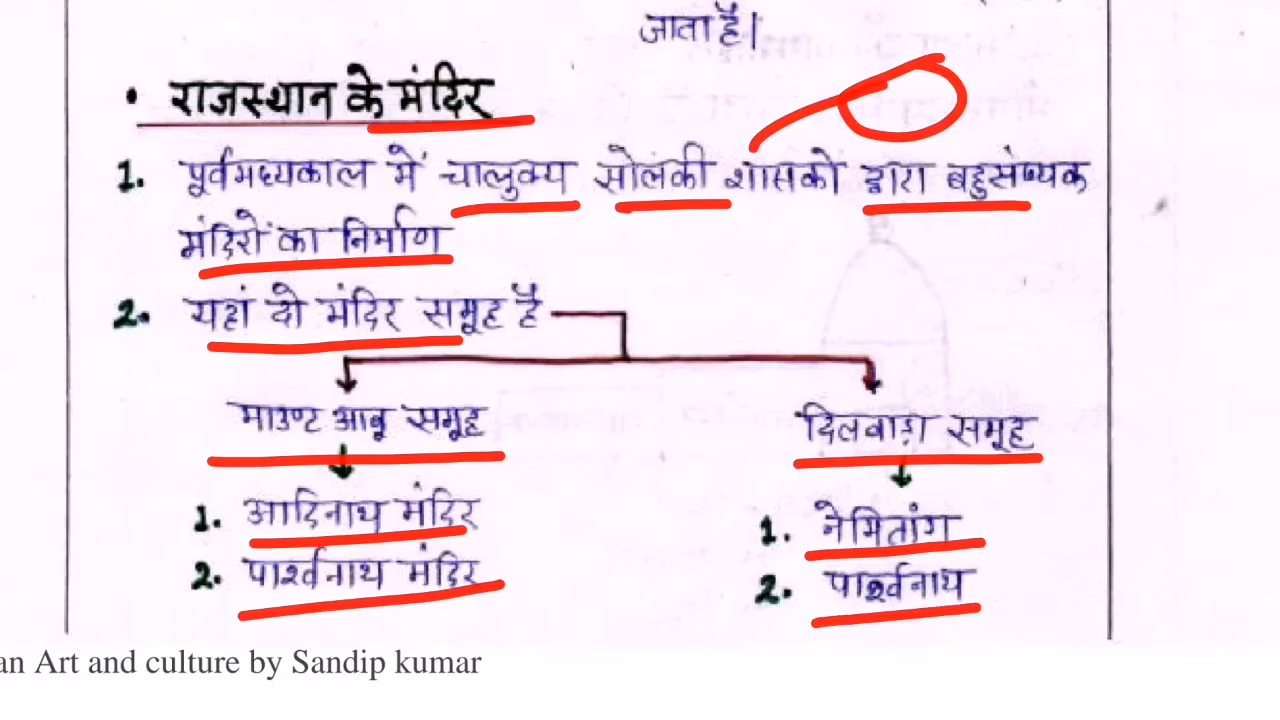 जाता है।
• राजस्थान के मंदिर
1. पूर्वमध्यकाल में चालुक्य सोलंकी शासको द्वारा बहुसंख्यक
मंदिरों का निर्माण
2. यहां दो मंदिर समूह है
माउण्ट आबू समूह
दिलवाड़ा समूह
1. आदिनाथ मंदिर
1. नेमितांग
2. पार्श्वनाथ मंदिर
2. पार्श्वनाथ
an Art and culture by Sandip kumar